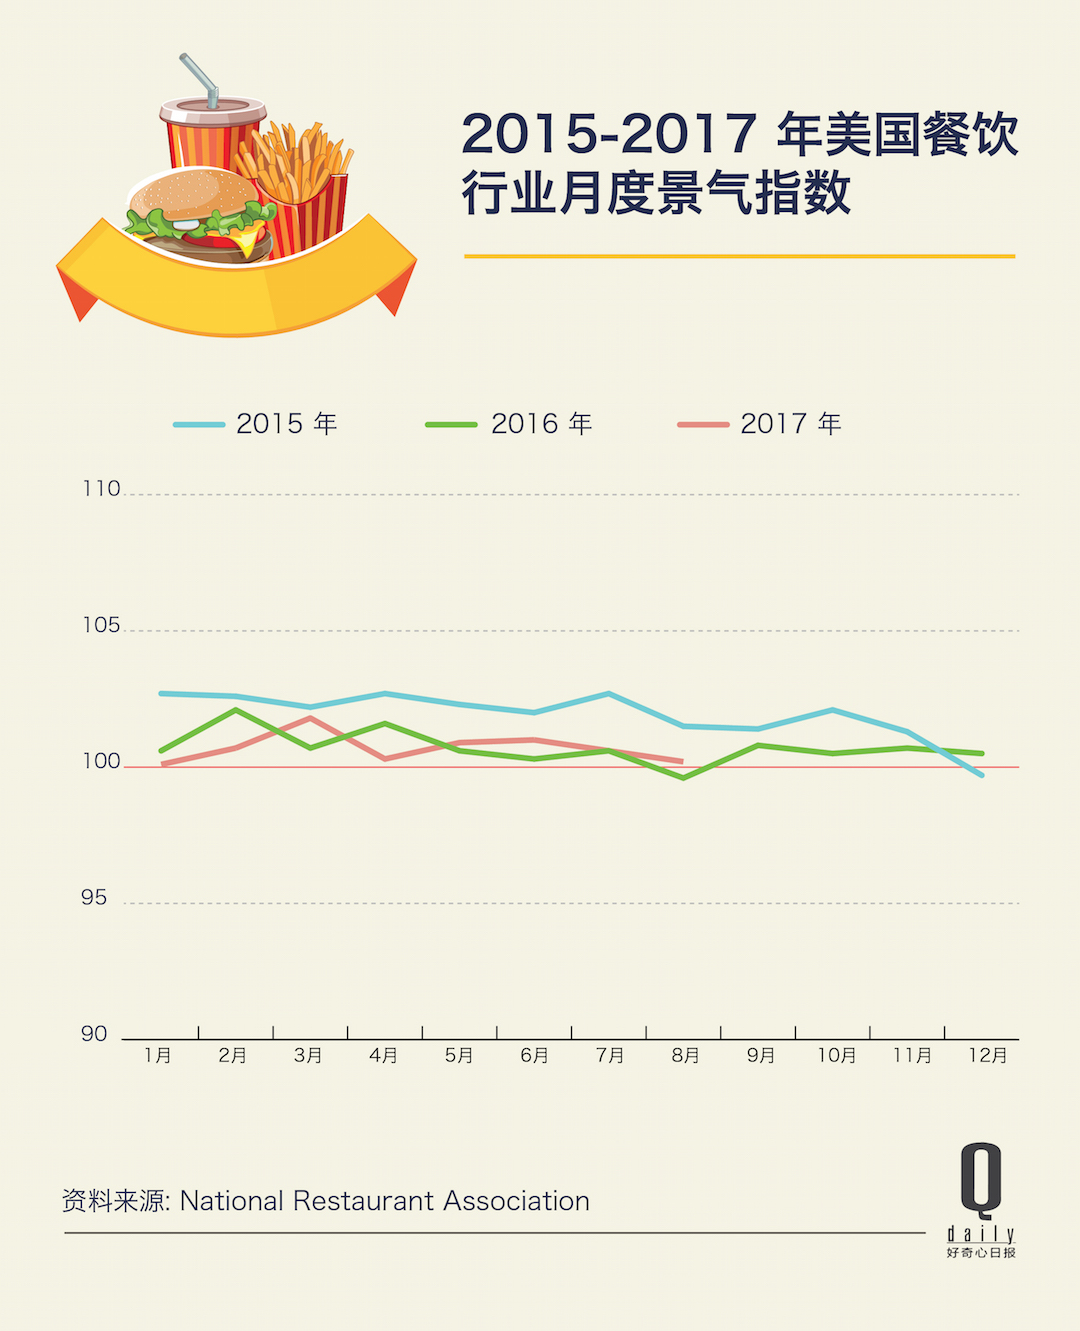 2015-2017 年美国餐饮
行业月度景气指数
2015 年
2016 年
2017 年
110
105
100
95
90
1月
2月
3月
4月
5月
6月
7月
8月
9月
10月
11月
12月
资料来源: National Restaurant Association
Q
daily
好奇心日报